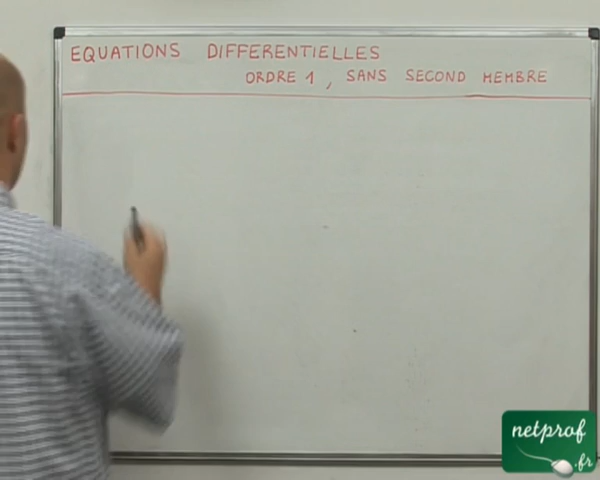 EQUATIONS DIFFERENTIELLES
ORDRE 1, SANS SECOND MEMBRE
netprof
.fr